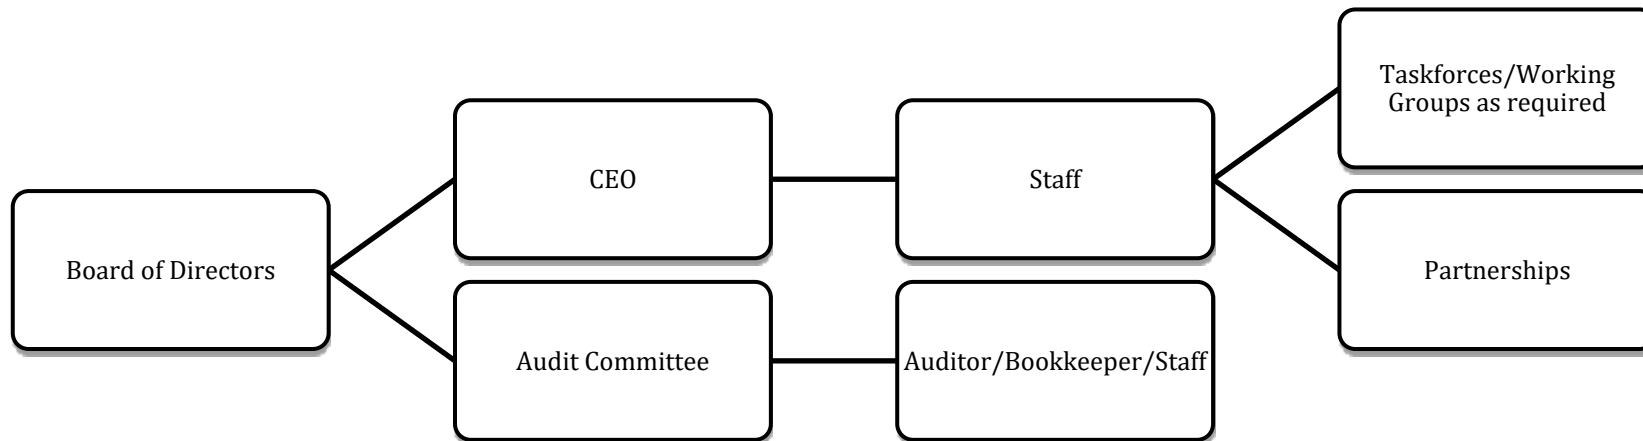 Taskforces/Working
Groups as required
CEO
Staff
Board of Directors
Partnerships
Audit Committee
Auditor/Bookkeeper/Staff